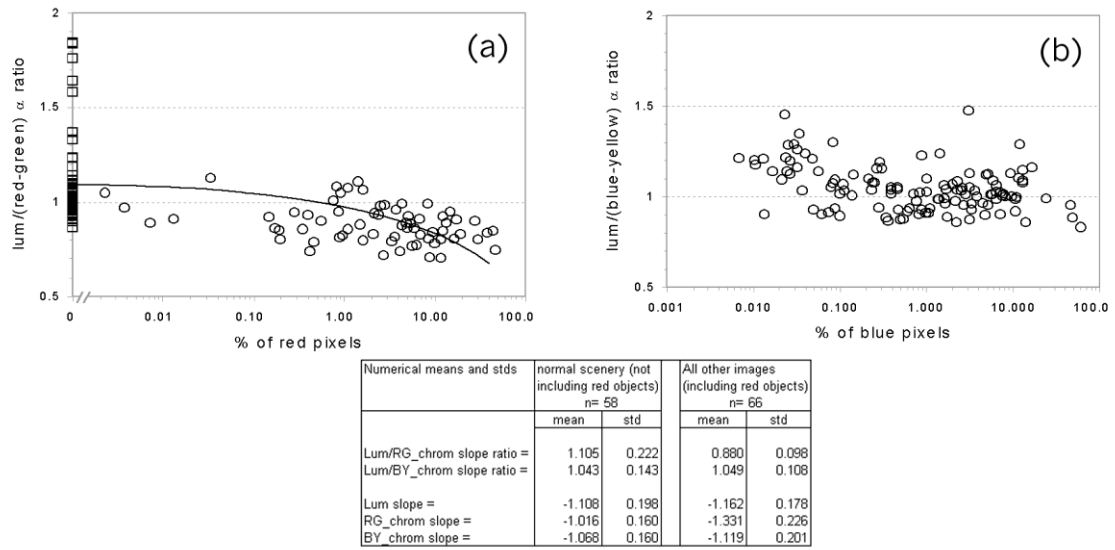 (a)
2
1.5
1
0.5
lum/(red-green) α ratio
0 0.01 0.10 1.00 10.00 100.0
% of red pixels
(b)
2
1.5
1
0.5
lum/(blue-yellow) α ratio
0.001 0.010 0.100 1.000 10.000 100.0
% of blue pixels
Numerical means and stds normal scenery (not including red objects) n= 58 All other images (including red objects) n= 66
mean std mean std
Lum/RG_chrom slope ratio = 1.105 0.222 0.880 0.098
Lum/BY_chrom slope ratio = 1.043 0.143 1.049 0.108
Lum slope = -1.108 0.198 -1.162 0.178
RG_chrom slope = -1.016 0.160 -1.331 0.226
BY_chrom slope = -1.068 0.160 -1.119 0.201